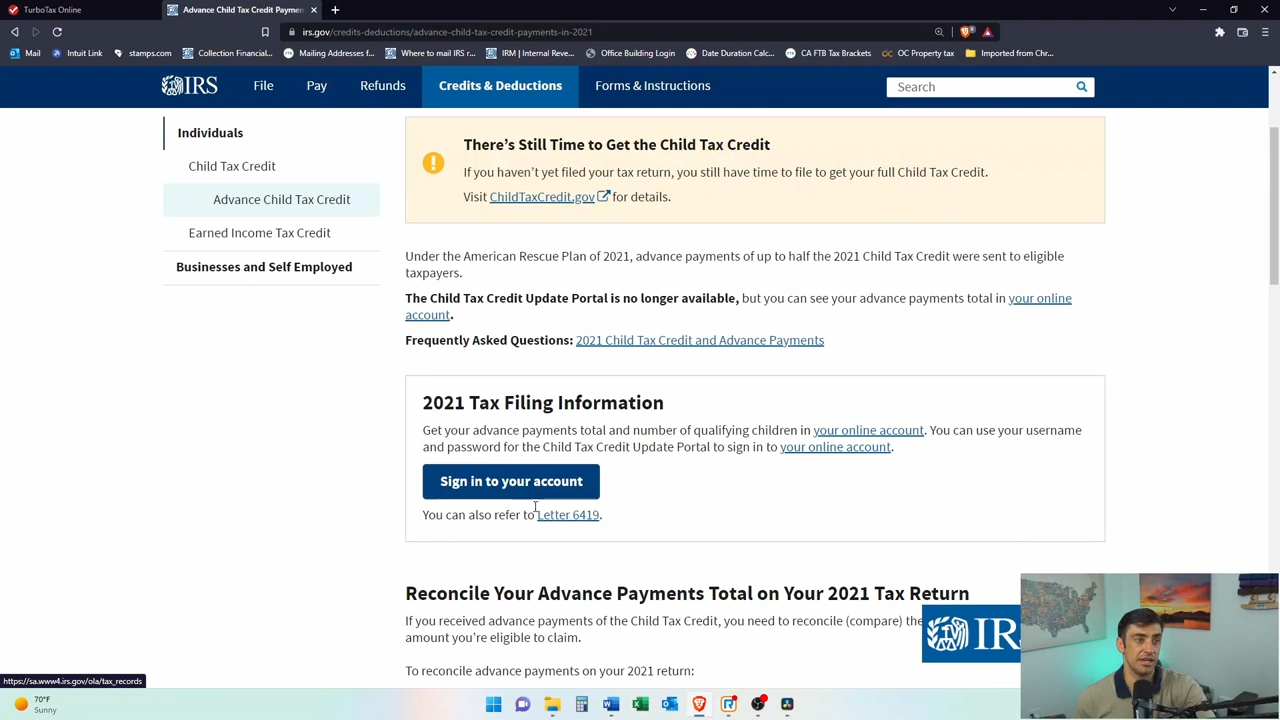 TurboTax Online
Advance Child Tax Credit Payment
irs.gov/credits-deductions/advance-child-tax-credit-payments-in-2021
Mail
Intuit Link
stamps.com
Collection Financial...
Mailing Addresses f...
Where to mail IRS r...
IRM | Internal Reve...
Office Building Login
Date Duration Calc...
CA FTB Tax Brackets
OC Property tax
Imported from Chr...
IRS
File
Pay
Refunds
Credits & Deductions
Forms & Instructions
Search
Individuals
Child Tax Credit
Advance Child Tax Credit
Earned Income Tax Credit
Businesses and Self Employed
There's Still Time to Get the Child Tax Credit
If you haven't yet filed your tax return, you still have time to file to get your full Child Tax Credit.
Visit ChildTaxCredit.gov for details.
Under the American Rescue Plan of 2021, advance payments of up to half the 2021 Child Tax Credit were sent to eligible
taxpayers.
The Child Tax Credit Update Portal is no longer available, but you can see your advance payments total in your online
account.
Frequently Asked Questions: 2021 Child Tax Credit and Advance Payments
2021 Tax Filing Information
Get your advance payments total and number of qualifying children in your online account. You can use your username
and password for the Child Tax Credit Update Portal to sign in to your online account.
Sign in to your account
You can also refer to Letter 6419.
Reconcile Your Advance Payments Total on Your 2021 Tax Return
If you received advance payments of the Child Tax Credit, you need to reconcile (compare) the
amount you're eligible to claim.
To reconcile advance payments on your 2021 return:
IRS
https://sa.www4.irs.gov/ola/tax_records
70°F
Sunny